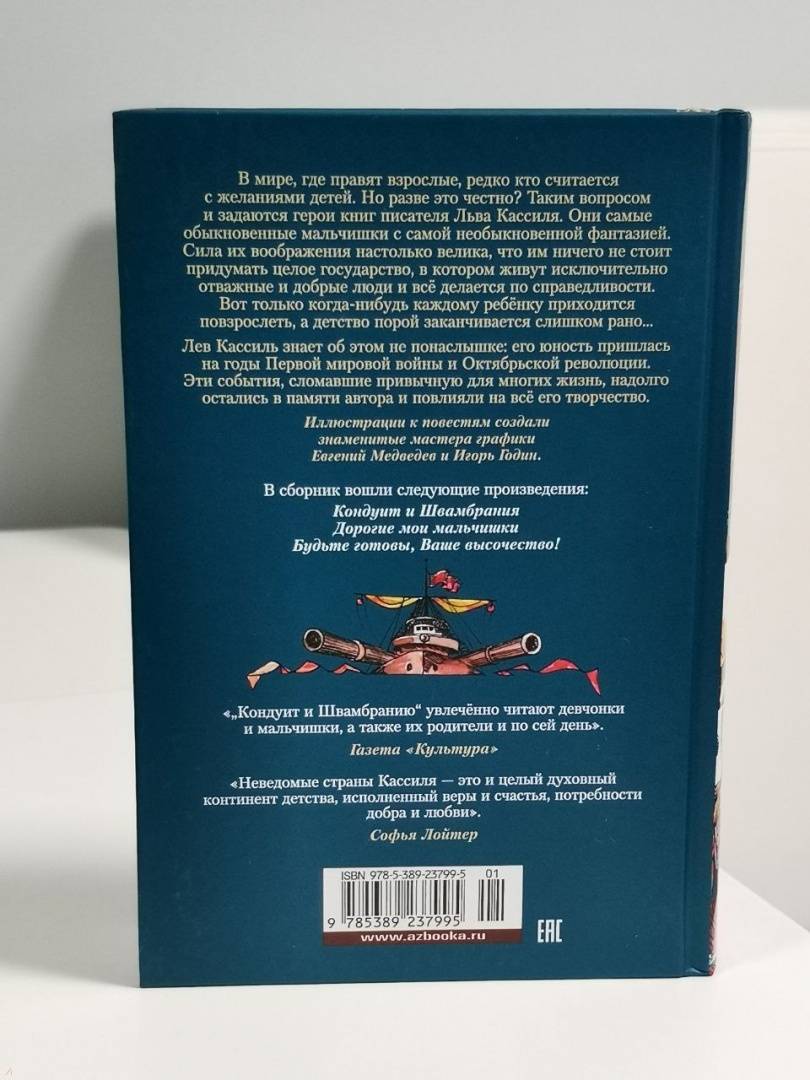 В мире, где правят взрослые, редко кто считается
с желаниями детей. Но разве это честно? Таким вопросом
и задаются герои книг писателя Льва Кассиля. Они самые
обыкновенные мальчишки с самой необыкновенной фантазией.
Сила их воображения настолько велика, что им ничего не стоит
придумать целое государство, в котором живут исключительно
отважные и добрые люди и всё делается по справедливости.
Вот только когда-нибудь каждому ребёнку приходится
повзрослеть, а детство порой заканчивается слишком рано...
Лев Кассиль знает об этом не понаслышке: его юность пришлась
на годы Первой мировой войны и Октябрьской революции.
Эти события, сломавшие привычную для многих жизнь, надолго
остались в памяти автора и повлияли на всё его творчество.
Иллюстрации к повестям создали
знаменитые мастера графики
Евгений Медведев и Игорь Годин.
В сборник вошли следующие произведения:
Кондуит и Швамбрания
Дорогие мои мальчишки
Будьте готовы, Ваше высочество!
«„Кондуит и Швамбранию“ увлечённо читают девчонки
и мальчишки, а также их родители и по сей день».
Газета «Культура»
«Неведомые страны Кассиля — это и целый духовный
континент детства, исполненный веры и счастья, потребности
добра и любви».
Софья Лойтер
ISBN 978-5-389-23799-5 01
9 785389 237995
www.azbooka.ru
EAC